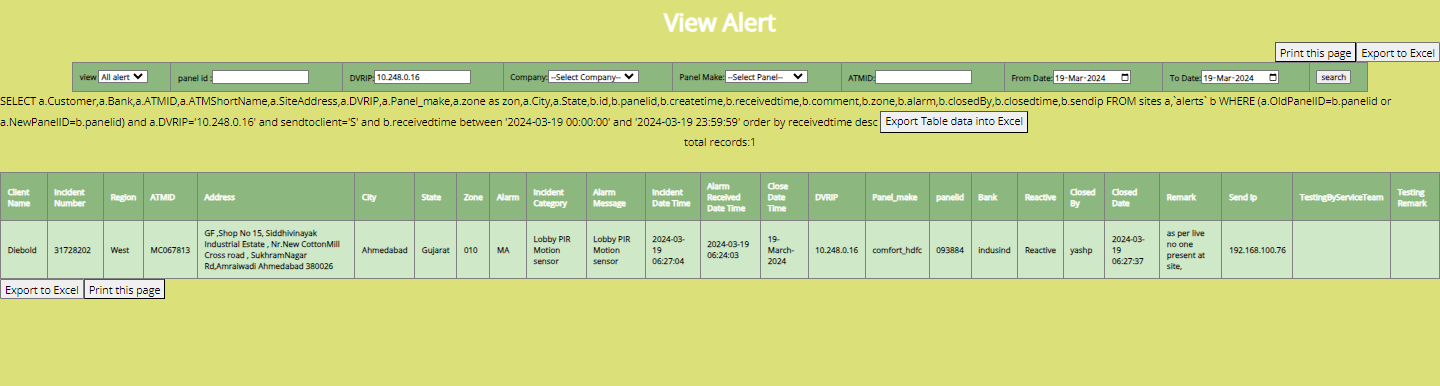 View Alert
Print this page Export to Excel
view All alert panel id : DVRIP: 10.248.0.16 Company: --Select Company-- Panel Make: --Select Panel-- ATMID: From Date: 19-Mar-2024 To Date: 19-Mar-2024 search
SELECT a.Customer,a.Bank,a.ATMID,a.ATMShortName,a.SiteAddress,a.DVRIP,a.Panel_make,a.zone as zon,a.City,a.State,b.id,b.panelid,b.createtime,b.receivedtime,b.comment,b.zone,b.alarm,b.closedBy,b.closedtime,b.sendip FROM sites a,`alerts` b WHERE (a.OldPanelID=b.panelid or
a.NewPanelID=b.panelid) and a.DVRIP='10.248.0.16' and sendtoclient='S' and b.receivedtime between '2024-03-19 00:00:00' and '2024-03-19 23:59:59' order by receivedtime desc Export Table data into Excel
total records:1
Client
Name
Incident
Number
Region
ATMID
Address
City
State
Zone
Alarm
Incident
Category
Alarm
Message
Incident
Date Time
Alarm
Received
Date Time
Close
Date
Time
DVRIP
Panel_make
panelid
Bank
Reactive
Closed
By
Closed
Date
Remark
Send Ip
TestingByServiceTeam
Testing
Remark
Diebold
31728202
West
MC067813
GF ,Shop No 15, Siddhivinayak
Industrial Estate , Nr.New CottonMill
Cross road , SukhramNagar
Rd,Amraiwadi Ahmedabad 380026
Ahmedabad
Gujarat
010
MA
Lobby PIR
Motion
sensor
Lobby PIR
Motion
sensor
2024-03-
19
06:27:04
2024-03-19
06:24:03
19-
March-
2024
10.248.0.16
comfort_hdfc
093884
indusind
Reactive
yashp
2024-03-
19
06:27:37
as per live
no one
present at
site,
192.168.100.76
Export to Excel Print this page